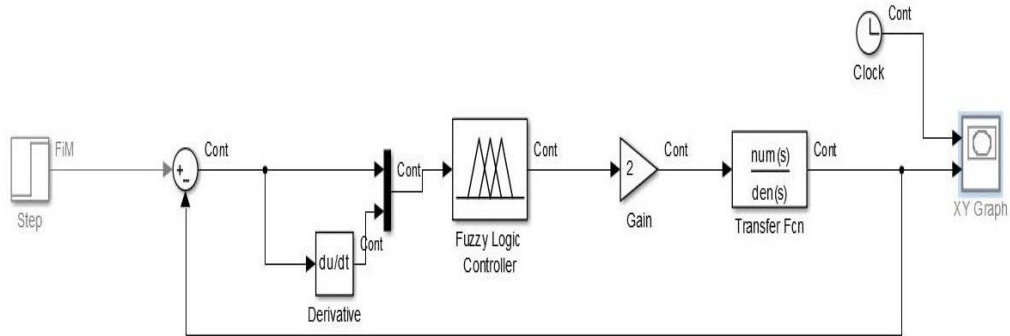 Cont
Clock
FiM
Step
+
-
Cont
Cont
Cont
du/dt
Derivative
Fuzzy Logic
Controller
Cont
2
Gain
Cont
num(s)
den(s)
Transfer Fcn
Cont
XY Graph